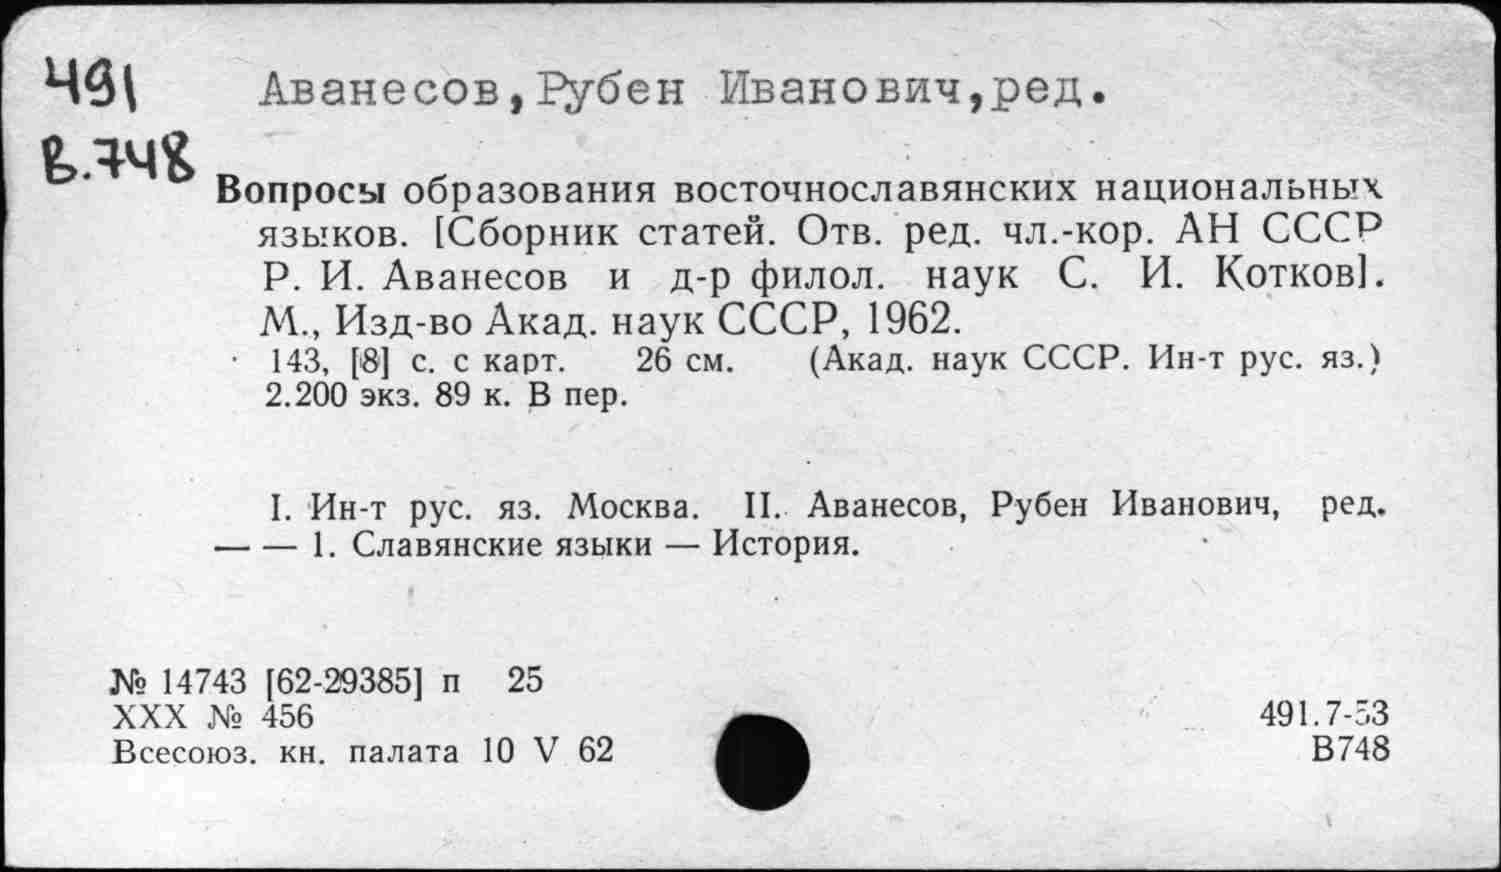 491
В.748
Аванесов,Рубен Иванович,ред.
Вопросы образования восточнославянских национальных
языков. [Сборник статей. Отв. ред. чл.-кор. АН СССР
Р. И. Аванесов и д-р филол. наук С. И. Котков].
М., Изд-во Акад. наук СССР, 1962.
143, [8] с. с карт. 26 см. (Акад. наук СССР. Ин-т рус. яз.)
2.200 экз. 89 к. В пер.
I. Ин-т рус. яз. Москва. II. Аванесов, Рубен Иванович, ред.
— — 1. Славянские языки — История.
№ 14743 [62-29385] п 25
XXX № 456
Всесоюз. кн. палата 10 V 62
491.7-53
В748